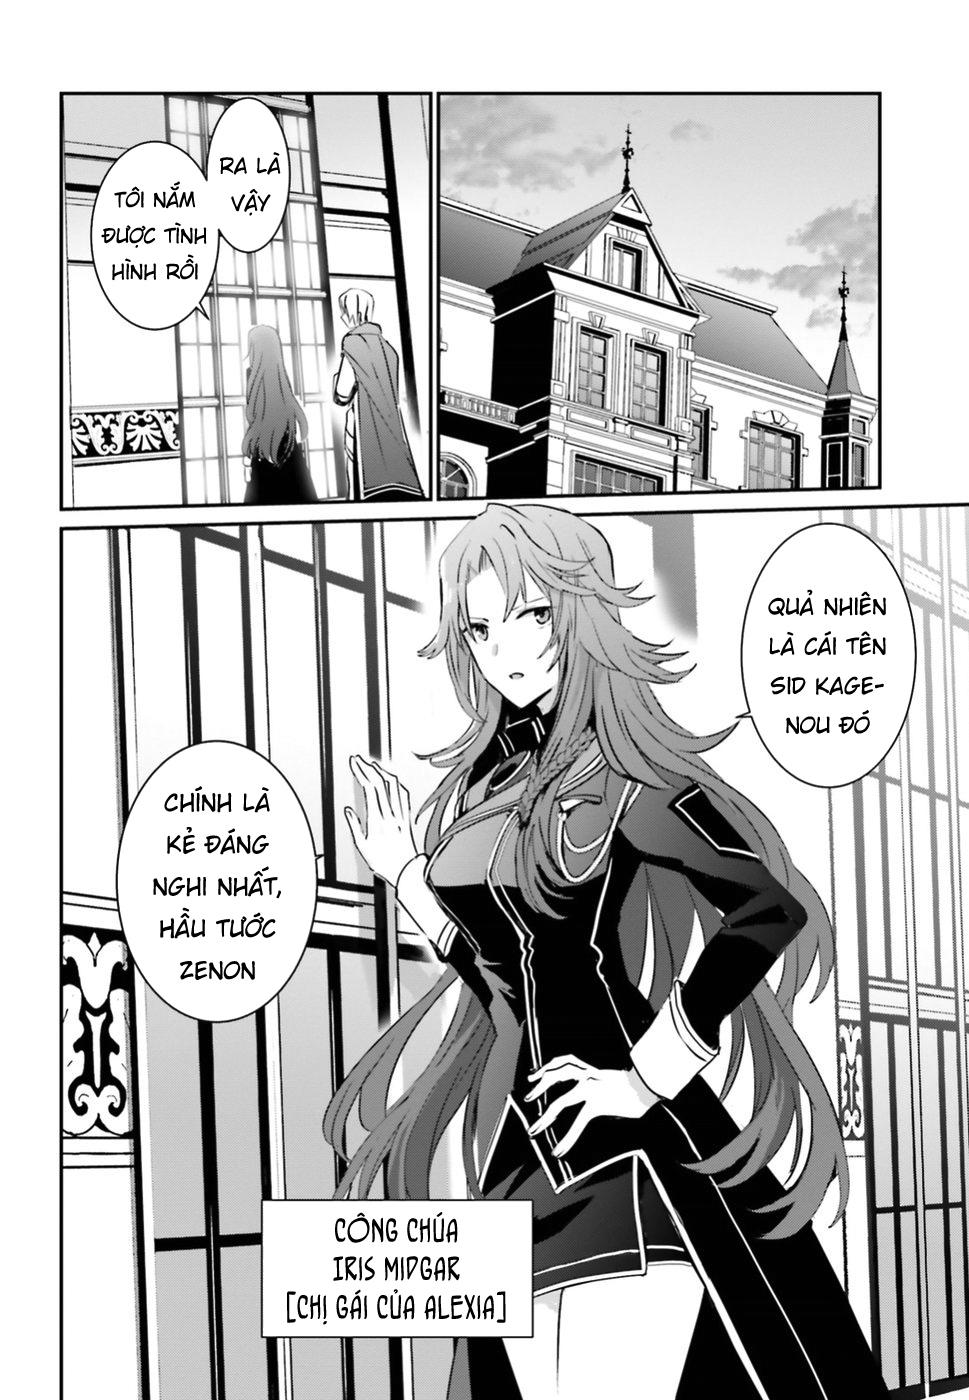 RA LÀ
VẬY
TÔI NẮM
ĐƯỢC TÌNH
HÌNH RỒI
QUẢ NHIÊN
LÀ CÁI TÊN
SID KAGE-
NOU ĐÓ
CHÍNH LÀ
KẺ ĐÁNG
NGHI NHẤT,
HẦU TƯỚC
ZENON
CÔNG CHÚA
IRIS MIDGAR
[CHỊ GÁI CỦA ALEXIA]